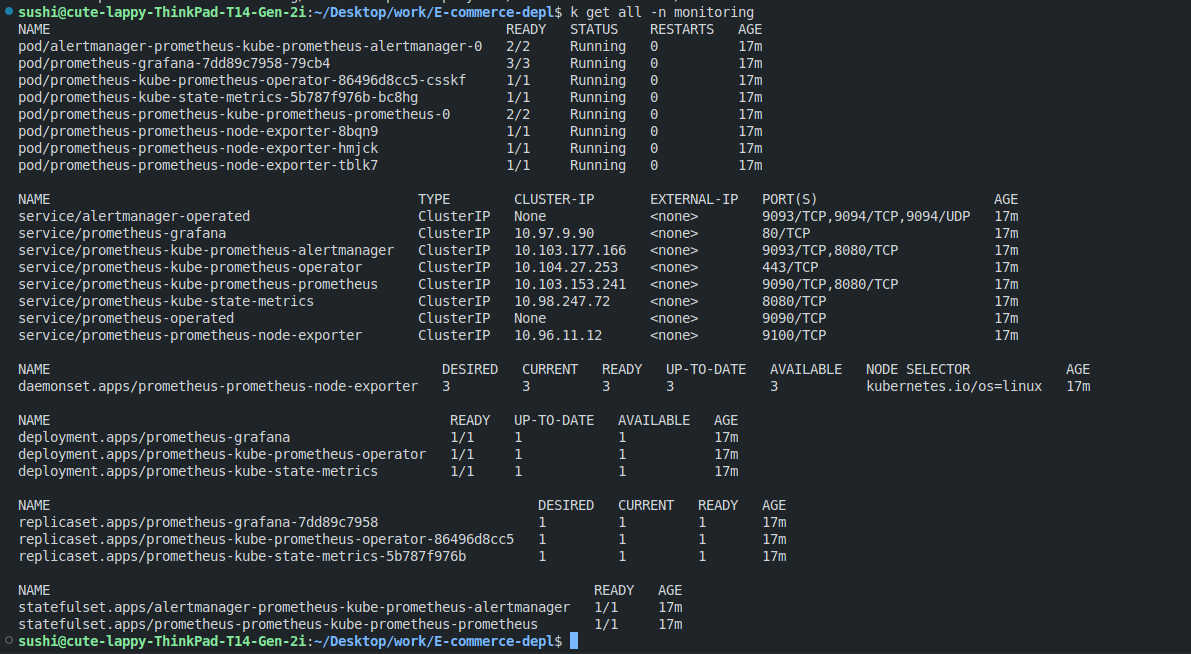 sushi@cute-lappy-ThinkPad-T14-Gen-2i:~/Desktop/work/E-commerce-depl$ k get all -n monitoring
NAME READY STATUS RESTARTS AGE
pod/alertmanager-prometheus-kube-prometheus-alertmanager-0 2/2 Running 0 17m
pod/prometheus-grafana-7dd89c7958-79cb4 3/3 Running 0 17m
pod/prometheus-kube-prometheus-operator-86496d8cc5-csskf 1/1 Running 0 17m
pod/prometheus-kube-state-metrics-5b787f976b-bc8hg 1/1 Running 0 17m
pod/prometheus-prometheus-kube-prometheus-prometheus-0 2/2 Running 0 17m
pod/prometheus-prometheus-node-exporter-8bqn9 1/1 Running 0 17m
pod/prometheus-prometheus-node-exporter-hmjck 1/1 Running 0 17m
pod/prometheus-prometheus-node-exporter-tblk7 1/1 Running 0 17m
NAME TYPE CLUSTER-IP EXTERNAL-IP PORT(S) AGE
service/alertmanager-operated ClusterIP None <none> 9093/TCP,9094/TCP,9094/UDP 17m
service/prometheus-grafana ClusterIP 10.97.9.90 <none> 80/TCP 17m
service/prometheus-kube-prometheus-alertmanager ClusterIP 10.103.177.166 <none> 9093/TCP,8080/TCP 17m
service/prometheus-kube-prometheus-operator ClusterIP 10.104.27.253 <none> 443/TCP 17m
service/prometheus-kube-prometheus-prometheus ClusterIP 10.103.153.241 <none> 9090/TCP,8080/TCP 17m
service/prometheus-kube-state-metrics ClusterIP 10.98.247.72 <none> 8080/TCP 17m
service/prometheus-operated ClusterIP None <none> 9090/TCP 17m
service/prometheus-prometheus-node-exporter ClusterIP 10.96.11.12 <none> 9100/TCP 17m
NAME DESIRED CURRENT READY UP-TO-DATE AVAILABLE NODE SELECTOR AGE
daemonset.apps/prometheus-prometheus-node-exporter 3 3 3 3 3 kubernetes.io/os=linux 17m
NAME READY UP-TO-DATE AVAILABLE AGE
deployment.apps/prometheus-grafana 1/1 1 1 17m
deployment.apps/prometheus-kube-prometheus-operator 1/1 1 1 17m
deployment.apps/prometheus-kube-state-metrics 1/1 1 1 17m
NAME DESIRED CURRENT READY AGE
replicaset.apps/prometheus-grafana-7dd89c7958 1 1 1 17m
replicaset.apps/prometheus-kube-prometheus-operator-86496d8cc5 1 1 1 17m
replicaset.apps/prometheus-kube-state-metrics-5b787f976b 1 1 1 17m
NAME READY AGE
statefulset.apps/alertmanager-prometheus-kube-prometheus-alertmanager 1/1 17m
statefulset.apps/prometheus-prometheus-kube-prometheus-prometheus 1/1 17m
sushi@cute-lappy-ThinkPad-T14-Gen-2i:~/Desktop/work/E-commerce-depl$